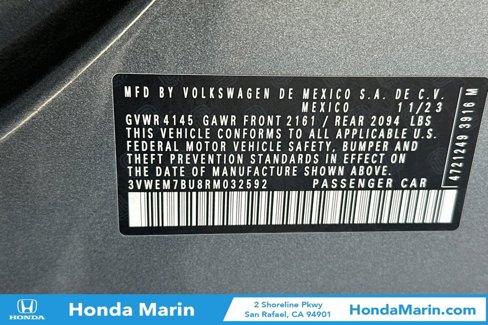 MFD BY VOLKSWAGEN DE MEXICO S.A. DE C.V.
MEXICO 11/23
GVWR 4145 GAWR FRONT 2161 / REAR 2094 LBS
THIS VEHICLE CONFORMS TO ALL APPLICABLE
FEDERAL MOTOR VEHICLE SAFETY, BUMPER AND
THEFT PREVENTION STANDARDS IN EFFECT ON
THE DATE OF MANUFACTURE SHOWN ABOVE.
3VWEM7BU8RM032592 PASSENGER CAR
4721249 3916 M
HONDA
Honda Marin
2 Shoreline Pkwy
San Rafael, CA 94901
HondaMarin.com